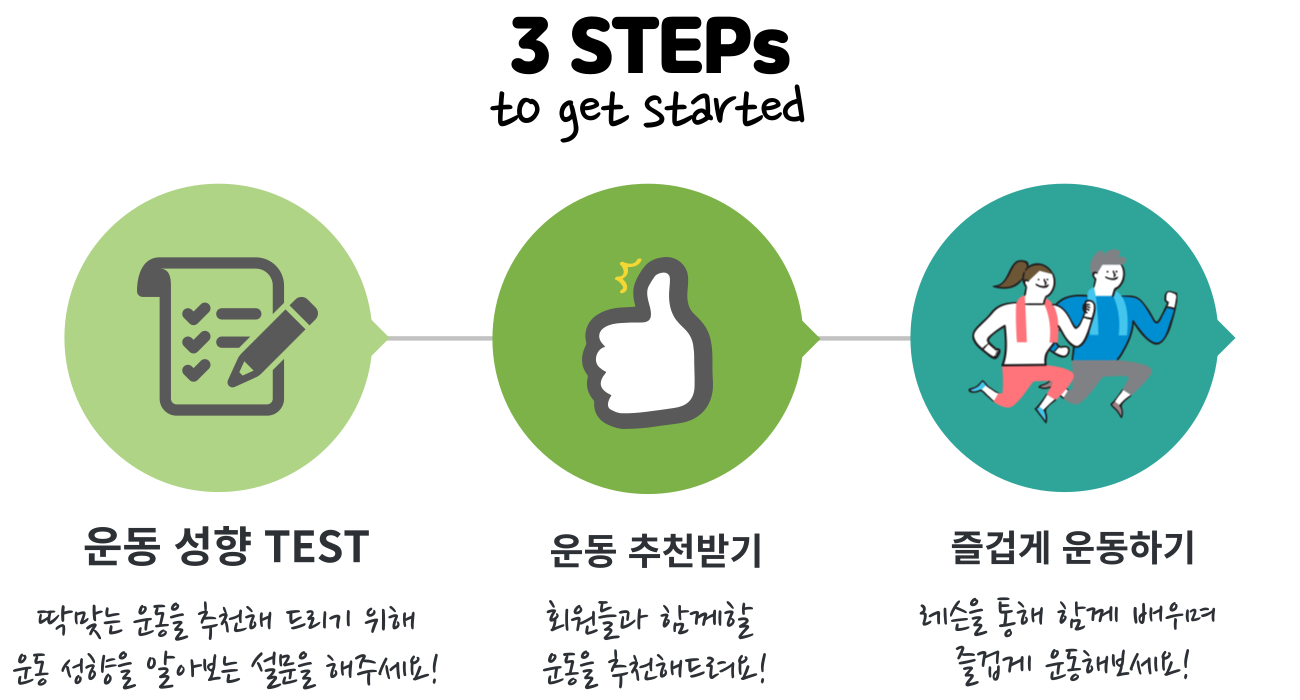 3 STEPs
to get started
운동 성향 TEST
딱맞는 운동을 추천해 드리기 위해
운동 성향을 알아보는 설문을 해주세요!
운동 추천받기
회원들과 함께할
운동을 추천해드려요!
즐겁게 운동하기
레슨을 통해 함께 배우며
즐겁게 운동해보세요!